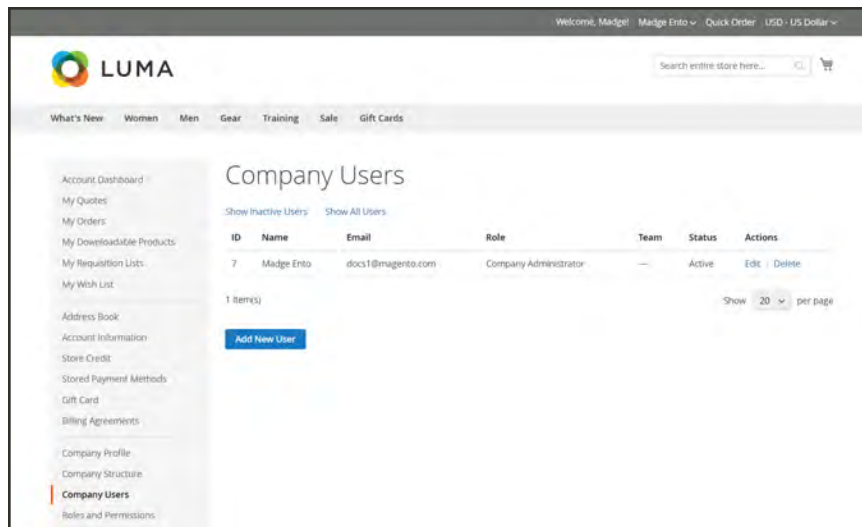 Welcome, Madge! Madge Ento Quick Order USD - US Dollar
LUMA
Search entire store here...
What's New Women Men Gear Training Sale Gift Cards
Account Dashboard
My Quotes
My Orders
My Downloadable Products
My Requisition Lists
My Wish List
Address Book
Account Information
Store Credit
Stored Payment Methods
Gift Card
Billing Agreements
Company Profile
Company Structure
Company Users
Roles and Permissions
Company Users
Show Inactive Users Show All Users
ID Name Email Role Team Status Actions
7 Madge Ento docs1@magento.com Company Administrator — Active Edit | Delete
1 Item(s)
Show 20 per page
Add New User